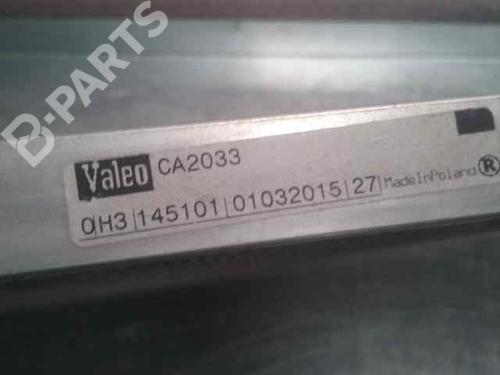 B-PARTS
Valeo CA2033
0H3 145101 01032015 27 MadeInPoland ®